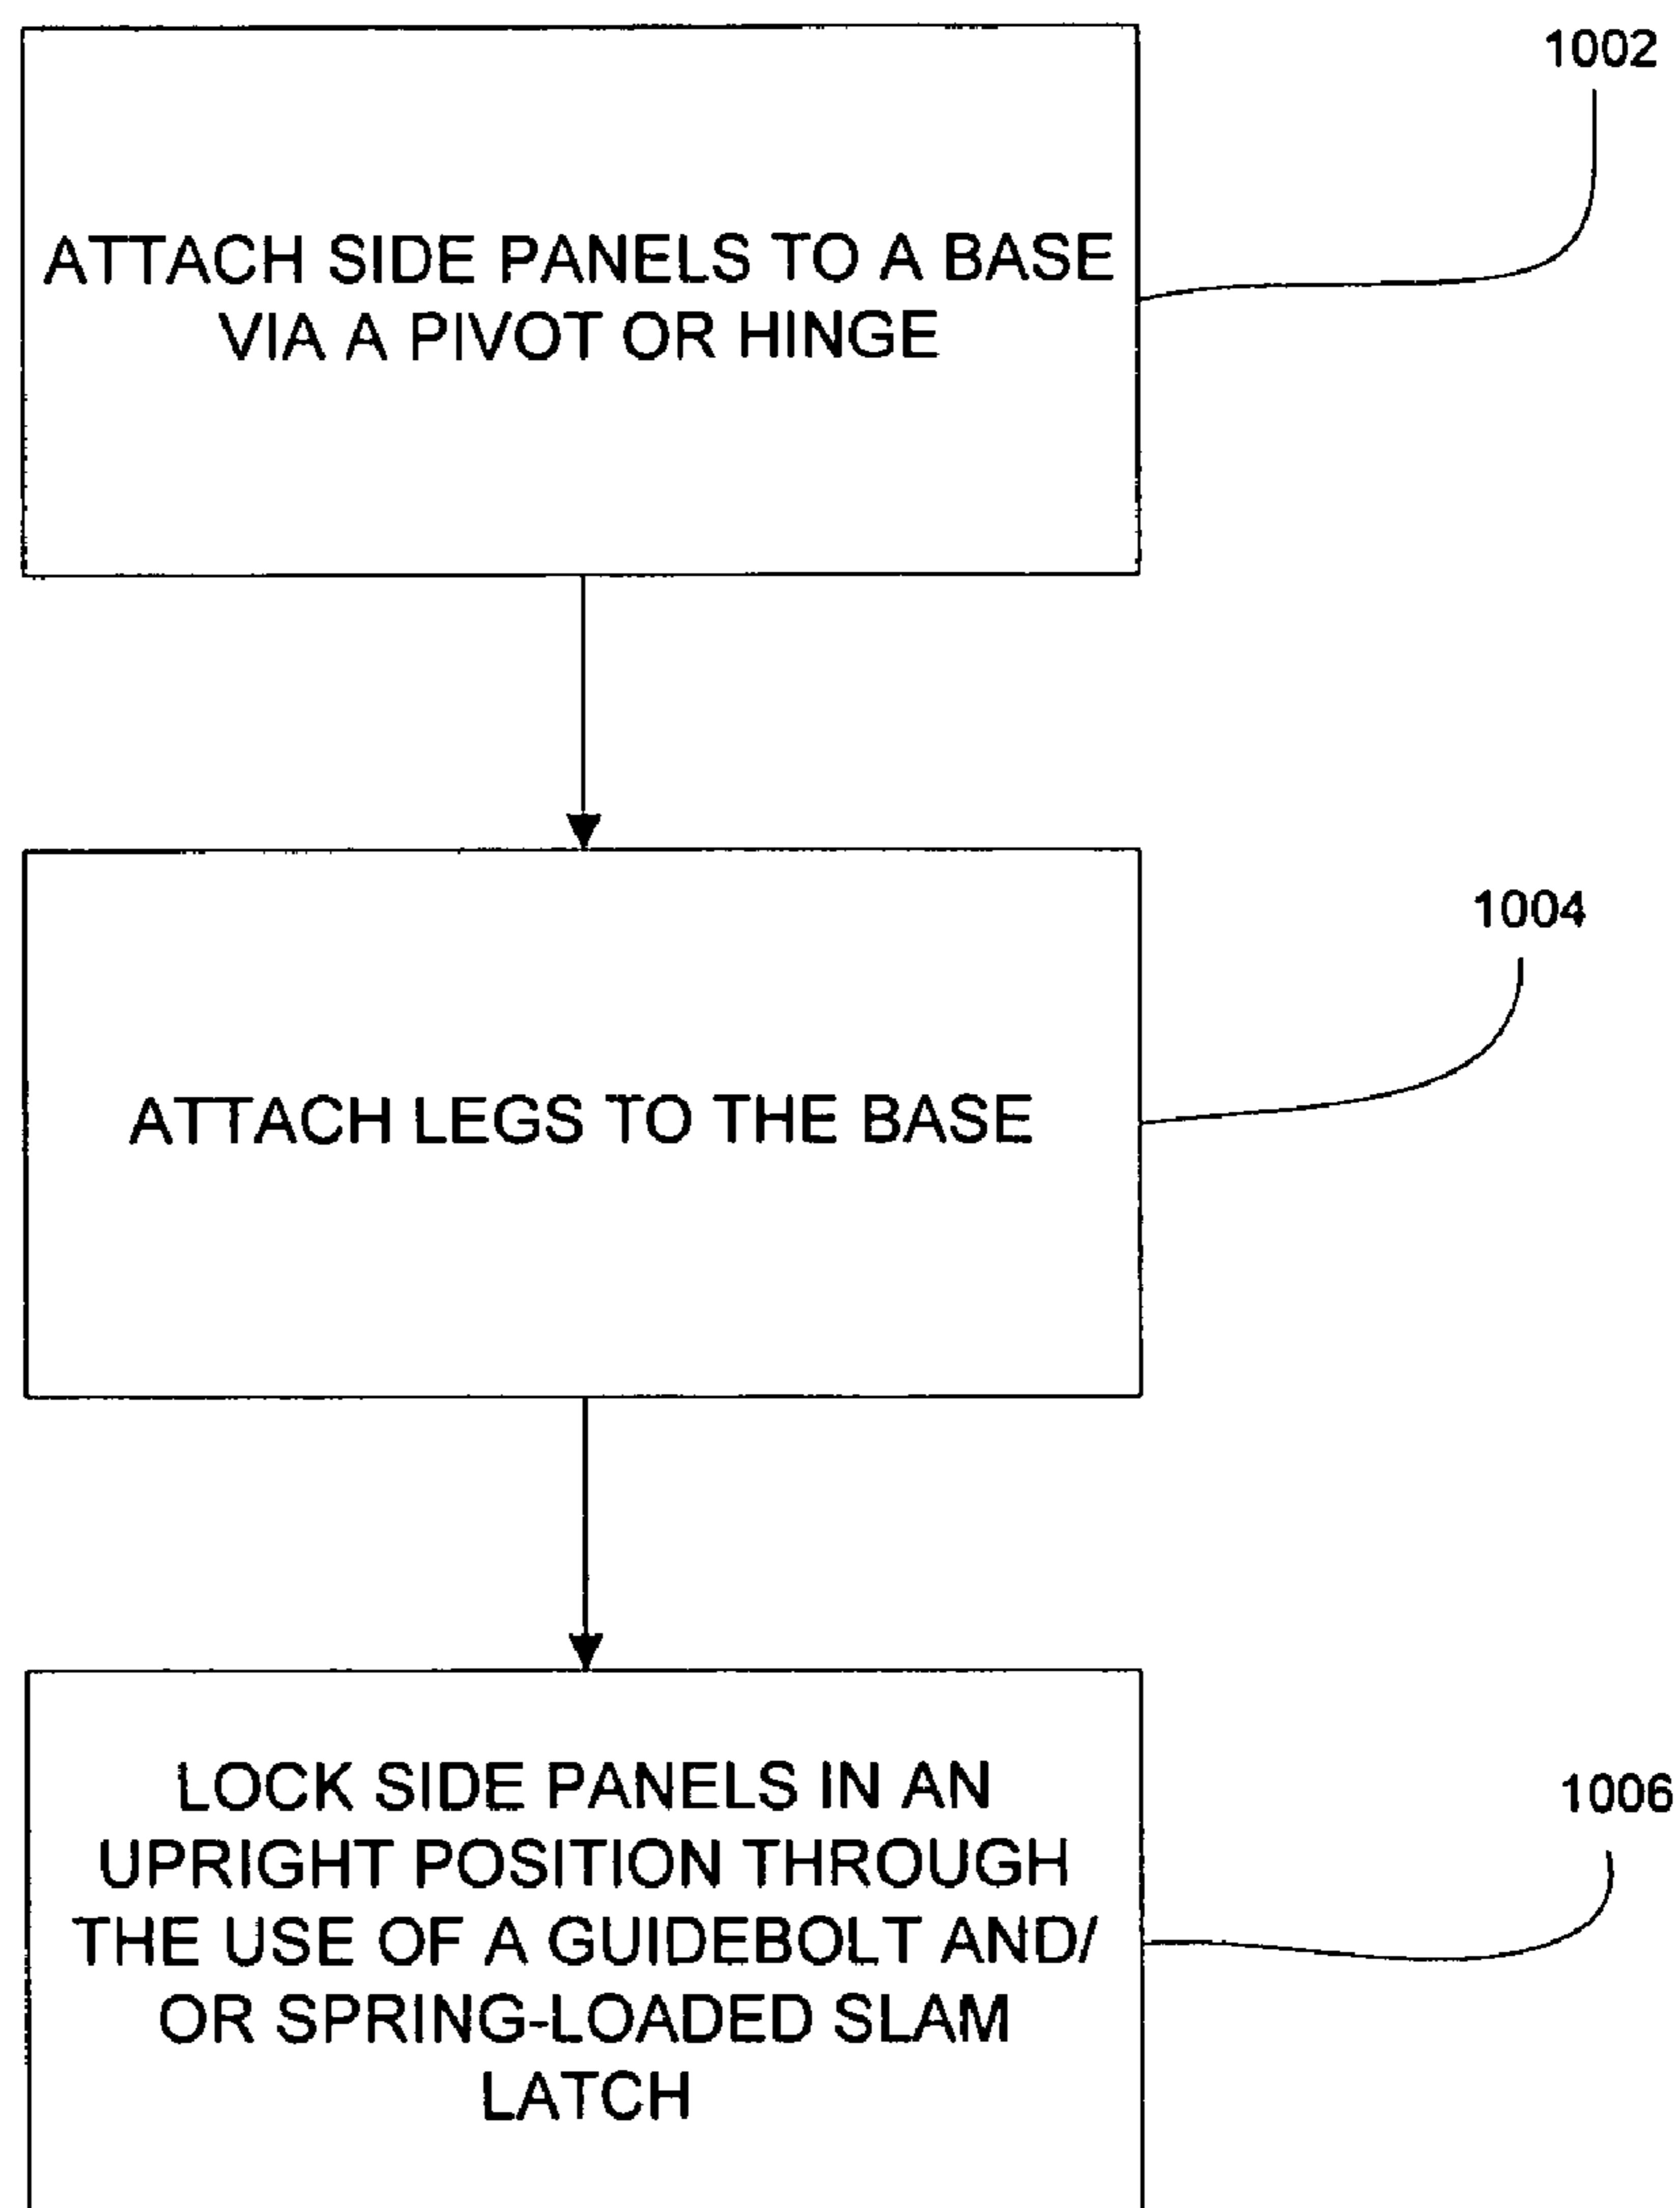 1002
ATTACH SIDE PANELS TO A BASE
VIA A PIVOT OR HINGE
1004
ATTACH LEGS TO THE BASE
LOCK SIDE PANELS IN AN
1006
UPRIGHT POSITION THROUGH
THE USE OF A GUIDEBOLT AND/
OR SPRING-LOADED SLAM
LATCH